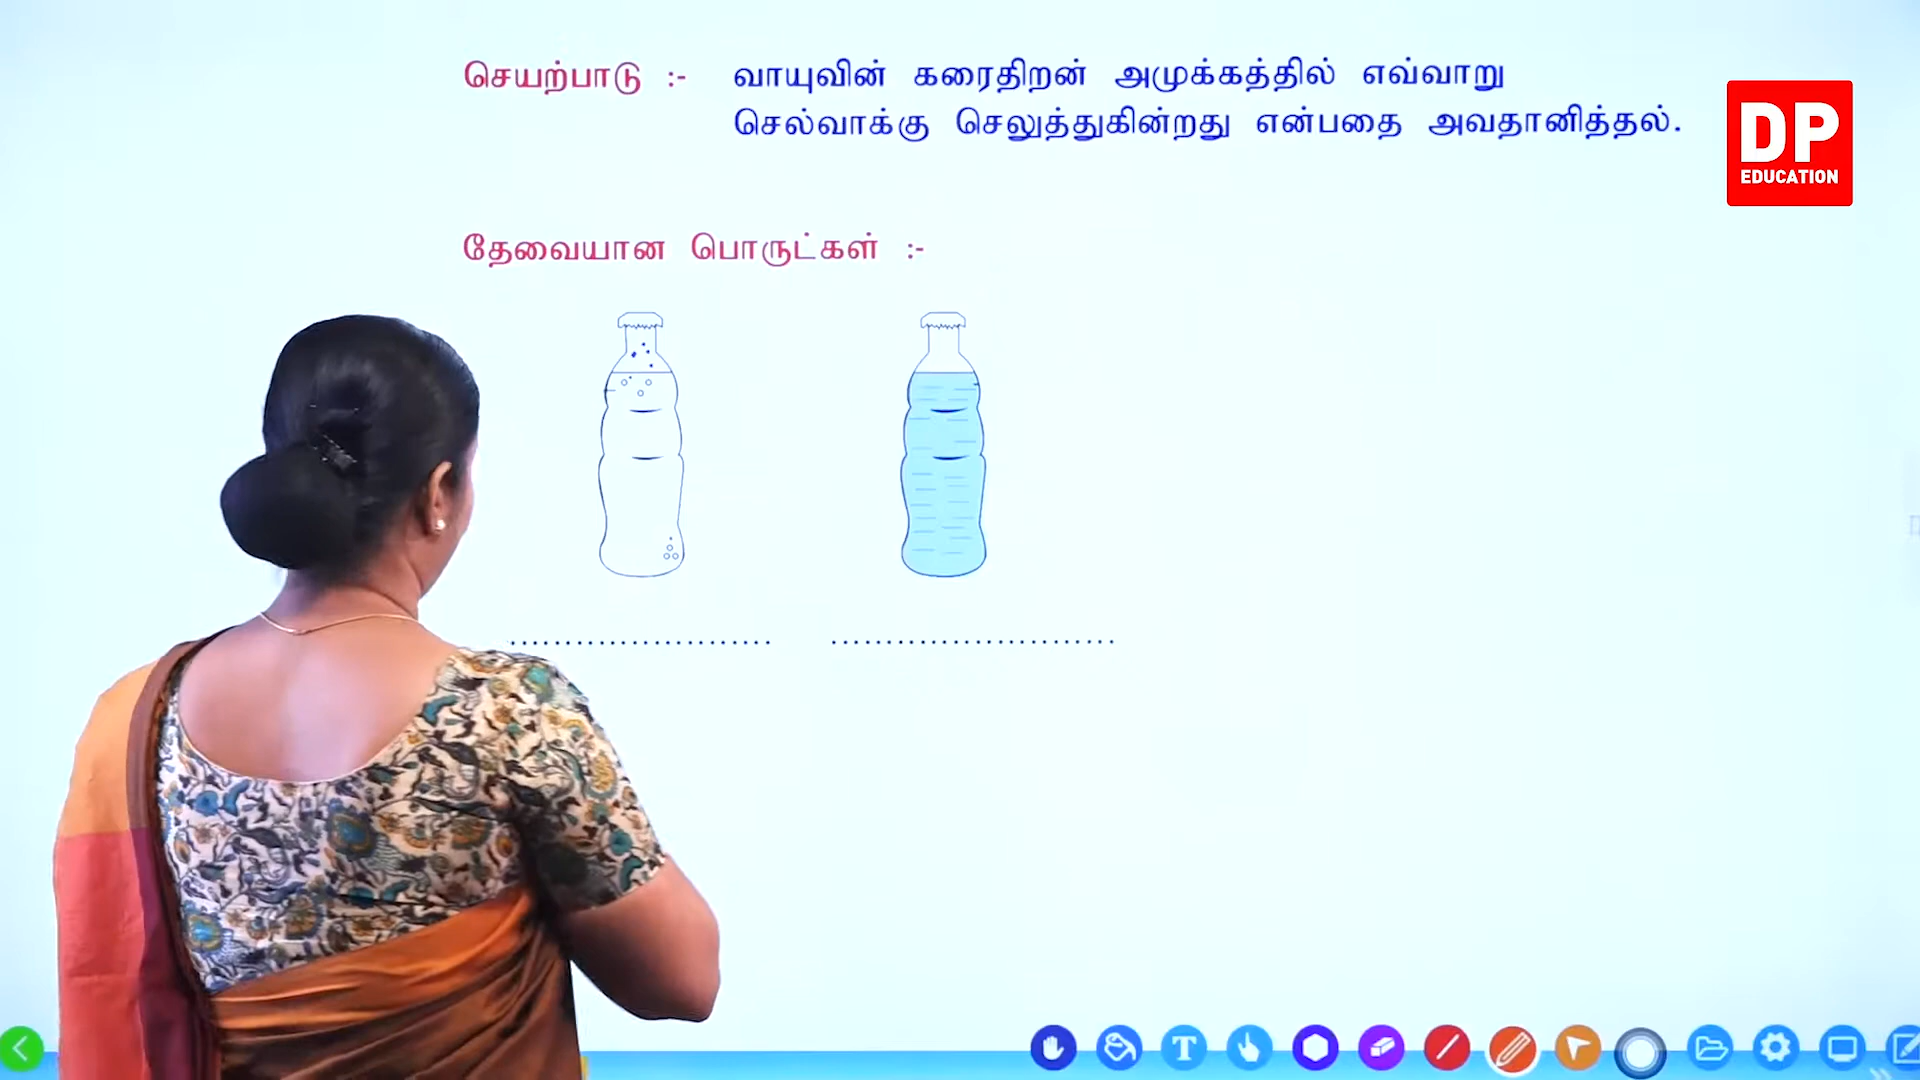 செயற்பாடு :- வாயுவின் கரைதிறன் அமுக்கத்தில் எவ்வாறு
செல்வாக்கு செலுத்துகின்றது என்பதை அவதானித்தல்.
DP
EDUCATION
தேவையான பொருட்கள் :-